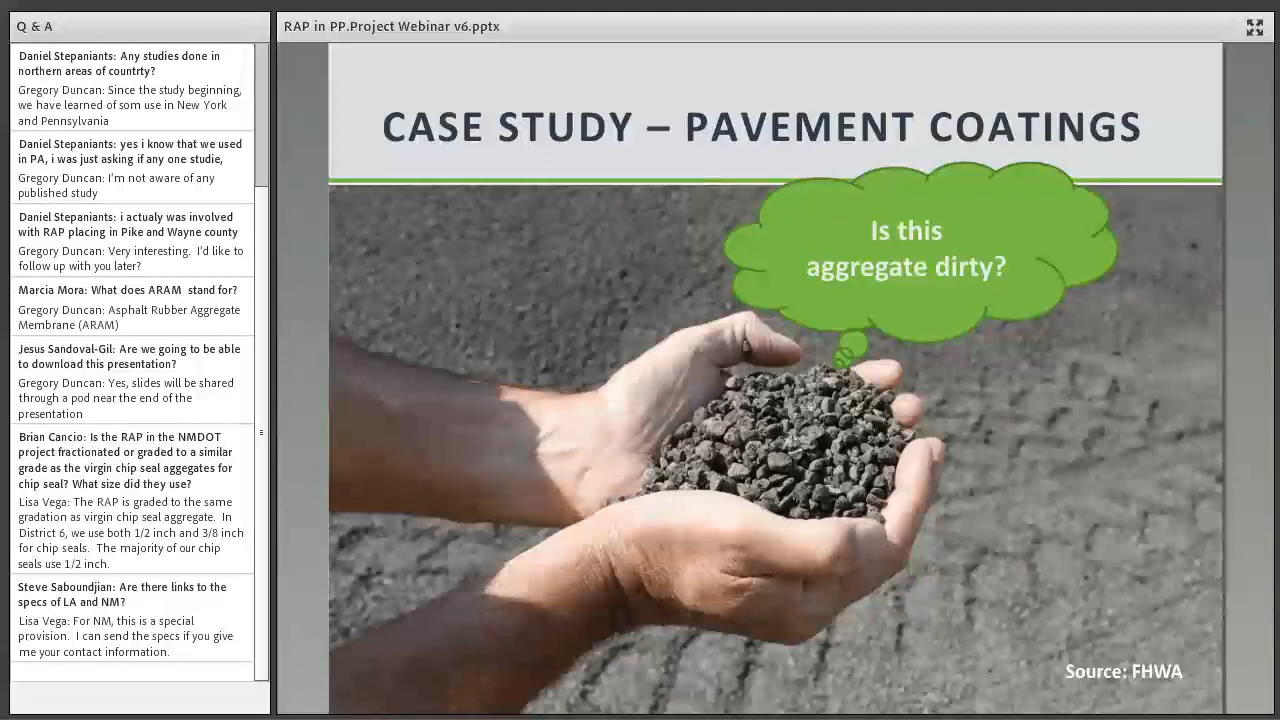 Q & A
Daniel Stepaniants: Any studies done in
northern areas of countrty?
Gregory Duncan: Since the study beginning,
we have learned of som use in New York
and Pennsylvania
Daniel Stepaniants: yes i know that we used
in PA, i was just asking if any one studie,
Gregory Duncan: I'm not aware of any
published study
Daniel Stepaniants: i actualy was involved
with RAP placing in Pike and Wayne county
Gregory Duncan: Very interesting. I'd like to
follow up with you later?
Marcia Mora: What does ARAM stand for?
Gregory Duncan: Asphalt Rubber Aggregate
Membrane (ARAM)
Jesus Sandoval-Gil: Are we going to be able
to download this presentation?
Gregory Duncan: Yes, slides will be shared
through a pod near the end of the
presentation
Brian Cancio: Is the RAP in the NMDOT
project fractionated or graded to a similar
grade as the virgin chip seal aggegates for
chip seal? What size did they use?
Lisa Vega: The RAP is graded to the same
gradation as virgin chip seal aggregate. In
District 6, we use both 1/2 inch and 3/8 inch
for chip seals. The majority of our chip
seals use 1/2 inch.
Steve Saboundjian: Are there links to the
specs of LA and NM?
Lisa Vega: For NM, this is a special
provision. I can send the specs if you give
me your contact information.
RAP in PP.Project Webinar v6.pptx
CASE STUDY – PAVEMENT COATINGS
Is this
aggregate dirty?
Source: FHWA